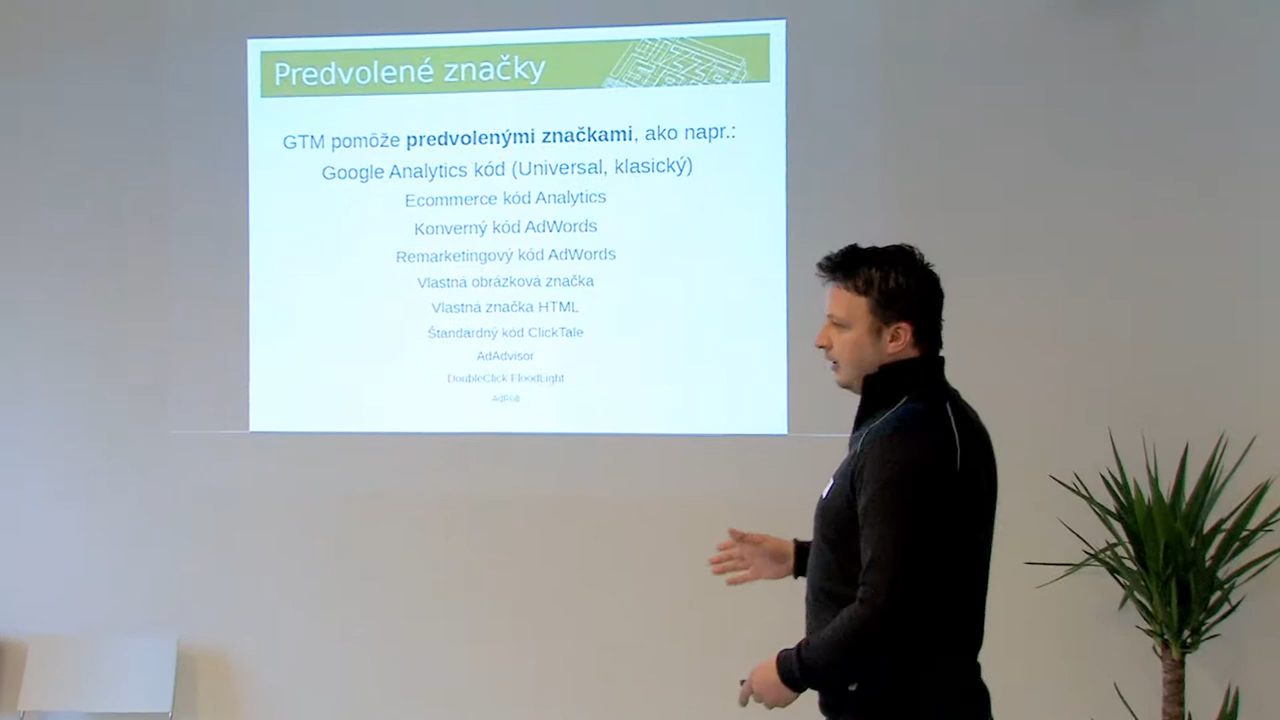 Predvolené značky
GTM pomôže predvolenými značkami, ako napr.:
Google Analytics kód (Universal, klasický)
Ecommerce kód Analytics
Konverný kód AdWords
Remarketingový kód AdWords
Vlastná obrázková značka
Vlastná značka HTML
Štandardný kód ClickTale
AdAdvisor
DoubleClick FloodLight